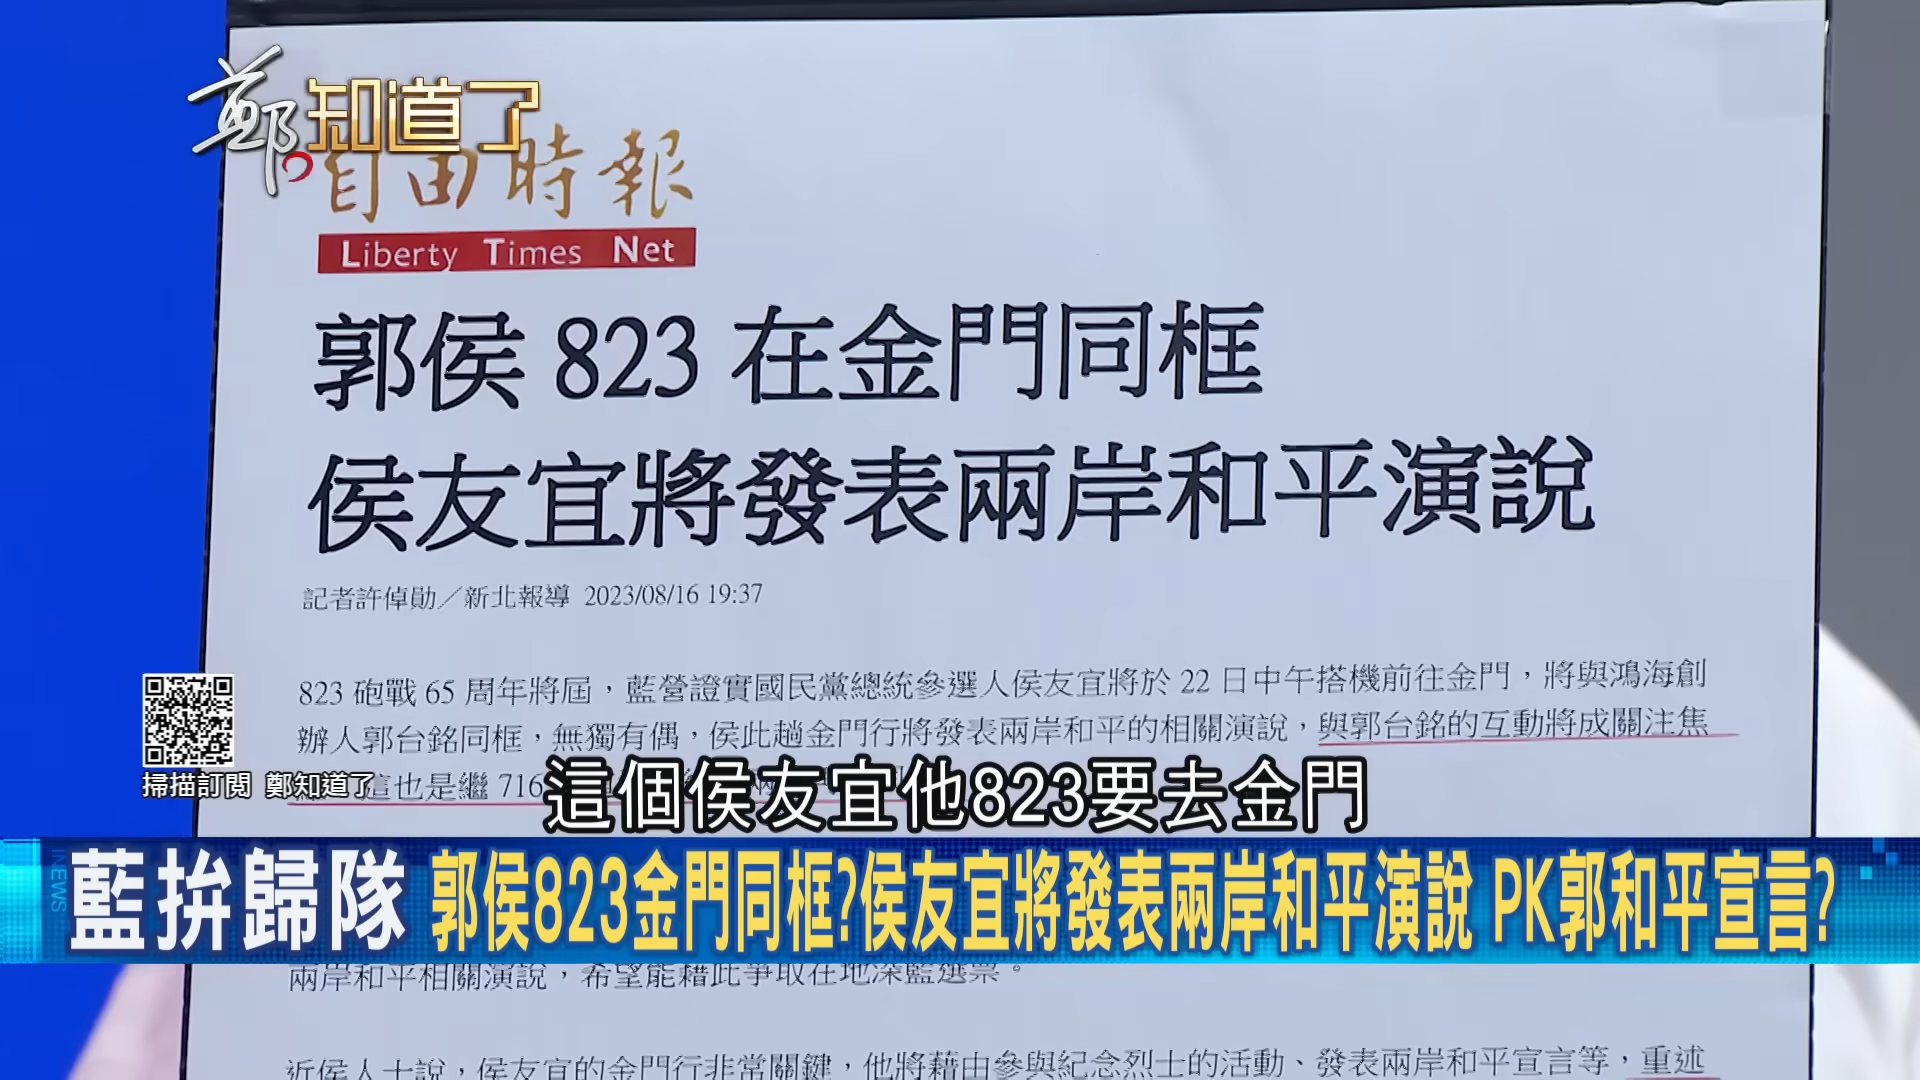 鄭知道了
自由時報
Liberty Times Net
郭侯 823 在金門同框
侯友宜將發表兩岸和平演說
記者許倬勛／新北報導 2023/08/16 19:37
823 砲戰 65 周年將屆，藍營證實國民黨總統參選人侯友宜將於 22 日中午搭機前往金門，將與鴻海創
辦人郭台銘同框，無獨有偶，侯此趟金門行將發表兩岸和平的相關演說，與郭台銘的互動將成關注焦
這也是繼 716
掃描訂閱 鄭知道了
這個侯友宜他823要去金門
NEWS
藍拚歸隊 郭侯823金門同框?侯友宜將發表兩岸和平演說 PK郭和平宣言?
兩岸和平相關演說，希望能藉此爭取在地深藍選票。
近侯人士說，侯友宜的金門行非常關鍵，他將藉由參與紀念烈士的活動、發表兩岸和平宣言等，重述